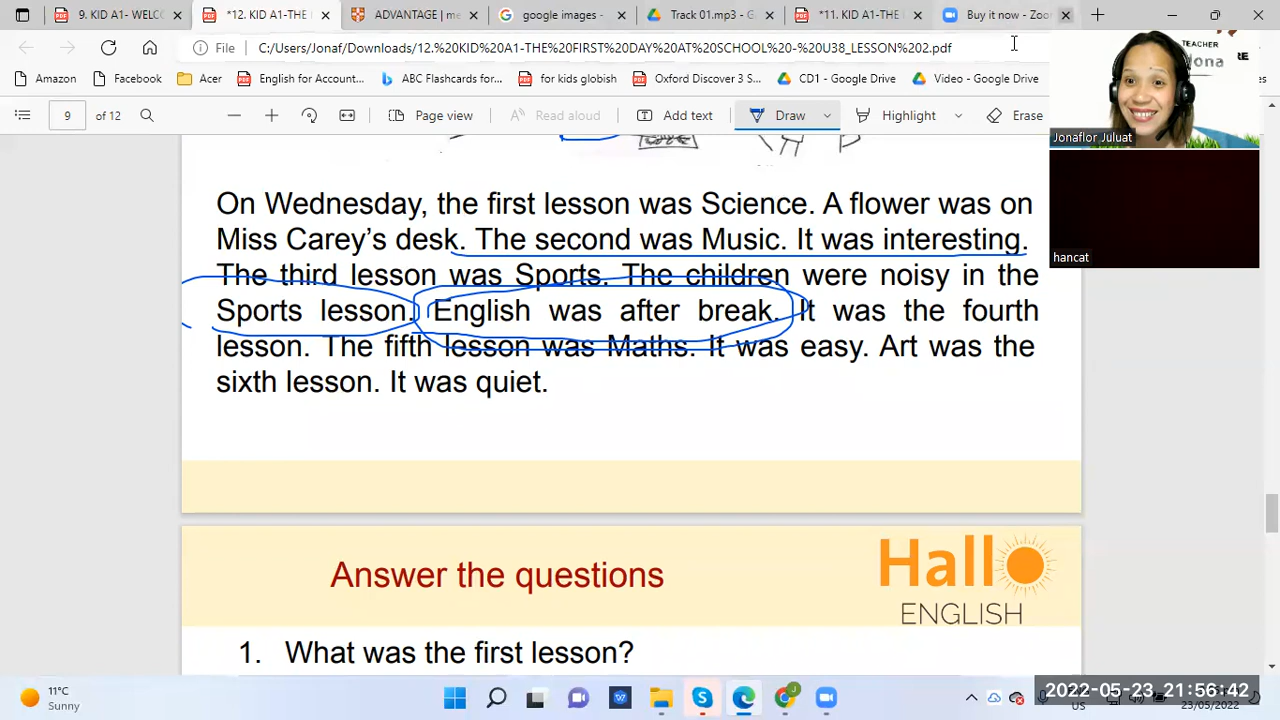 9. KID A1- WELC
*12. KID A1-THE
ADVANTAGE | me
google images -
Track 01.mp3 - G
*11. KID A1-THE
Buy it now - Zoo
File
C:/Users/Jonaf/Downloads/12.%20KID%20A1-THE%20FIRST%20DAY%20AT%20SCHOOL%20-%20U38_LESSON%202.pdf
TEACHER
Jona
Amazon
Facebook
Acer
English for Account...
ABC Flashcards for...
for kids globish
Oxford Discover 3 S...
CD1 - Google Drive
Video - Google Drive
9
of 12
Page view
Read aloud
Add text
Draw
Highlight
Erase
Jonaflor Juluat
hancat
On Wednesday, the first lesson was Science. A flower was on
Miss Carey's desk. The second was Music. It was interesting.
The third lesson was Sports. The children were noisy in the
Sports lesson. English was after break. It was the fourth
lesson. The fifth lesson was Maths. It was easy. Art was the
sixth lesson. It was quiet.
Answer the questions
Hallo
ENGLISH
1. What was the first lesson?
11°C
Sunny
2022-05-23 21:56:42
US
23/05/2022